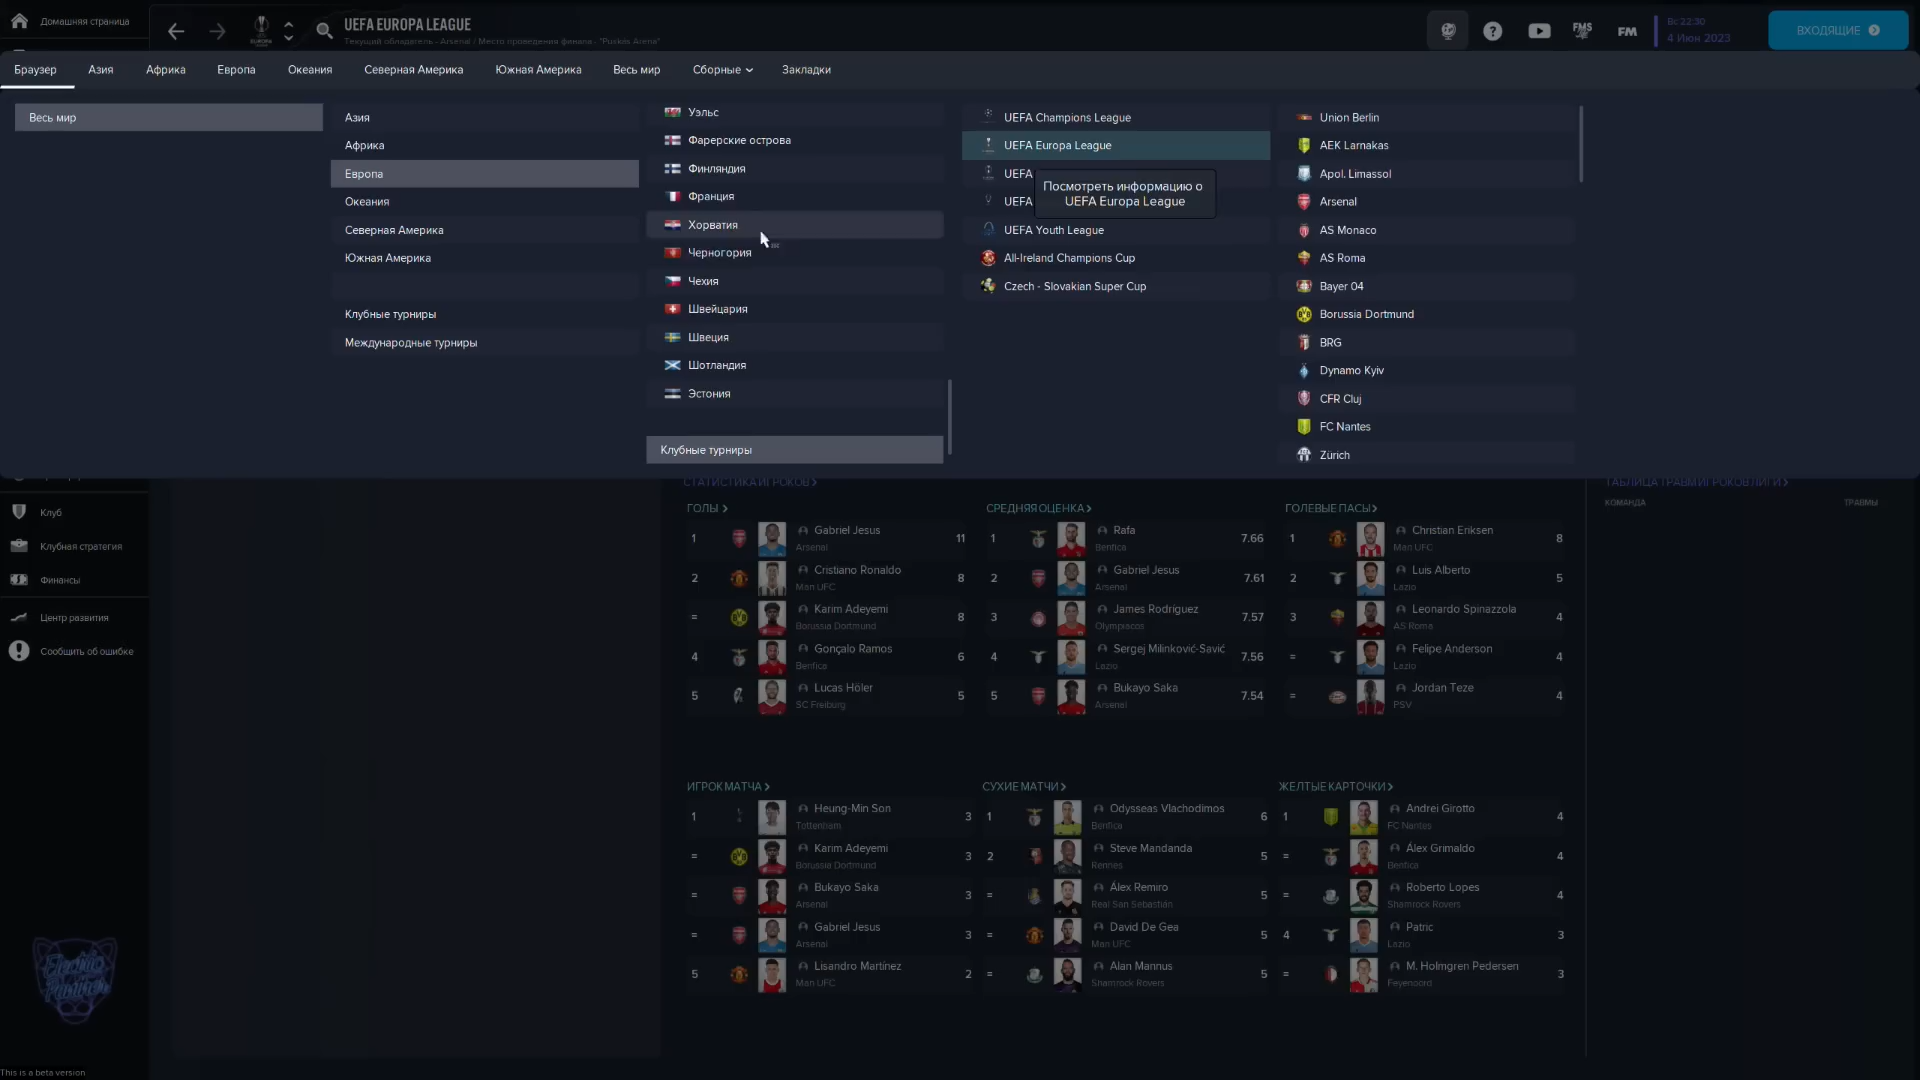 Домашняя страница
UEFA EUROPA LEAGUE
Текущий обладатель - Arsenal / Место проведения финала - "Puskás Arena"
FMS
FM
Вс 22:30
4 Июн 2023
ВХОДЯЩИЕ
Браузер
Азия
Африка
Европа
Океания
Северная Америка
Южная Америка
Весь мир
Сборные
Закладки
Весь мир
Азия
Африка
Европа
Океания
Северная Америка
Южная Америка
Клубные турниры
Международные турниры
Уэльс
Фарерские острова
Финляндия
Франция
Хорватия
Черногория
Чехия
Швейцария
Швеция
Шотландия
Эстония
Клубные турниры
UEFA Champions League
UEFA Europa League
UEFA
UEFA
UEFA Youth League
All-Ireland Champions Cup
Czech - Slovakian Super Cup
Посмотреть информацию о
UEFA Europa League
Union Berlin
AEK Larnakas
Apol. Limassol
Arsenal
AS Monaco
AS Roma
Bayer 04
Borussia Dortmund
BRG
Dynamo Kyiv
CFR Cluj
FC Nantes
Zürich
Клуб
Клубная стратегия
Финансы
Центр развития
Сообщить об ошибке
СТАТИСТИКА ИГРОКОВ
ГОЛЫ
1 Gabriel Jesus 11
Arsenal
2 Cristiano Ronaldo 8
Man UFC
= Karim Adeyemi 8
Borussia Dortmund
4 Gonçalo Ramos 6
Benfica
5 Lucas Höler 5
SC Freiburg
СРЕДНЯЯ ОЦЕНКА
1 Rafa 7.66
Benfica
2 Gabriel Jesus 7.61
Arsenal
3 James Rodríguez 7.57
Olympiacos
4 Sergej Milinković-Savić 7.56
Lazio
5 Bukayo Saka 7.54
Arsenal
ГОЛЕВЫЕ ПАСЫ
1 Christian Eriksen 8
Man UFC
2 Luis Alberto 5
Lazio
3 Leonardo Spinazzola 4
AS Roma
= Felipe Anderson 4
Lazio
= Jordan Teze 4
PSV
ТАБЛИЦА ТРАВМ ИГРОКОВ ЛИГИ
КОМАНДА ТРАВМЫ
ИГРОК МАТЧА
1 Heung-Min Son 3
Tottenham
= Karim Adeyemi 3
Borussia Dortmund
= Bukayo Saka 3
Arsenal
= Gabriel Jesus 3
Arsenal
5 Lisandro Martínez 2
Man UFC
СУХИЕ МАТЧИ
1 Odysseas Vlachodimos 6
Benfica
2 Steve Mandanda 5
Rennes
= Álex Remiro 5
Real San Sebastián
= David De Gea 5
Man UFC
= Alan Mannus 5
Shamrock Rovers
ЖЕЛТЫЕ КАРТОЧКИ
1 Andrei Girotto 4
FC Nantes
= Álex Grimaldo 4
Benfica
= Roberto Lopes 4
Shamrock Rovers
4 Patric 3
Lazio
= M. Holmgren Pedersen 3
Feyenoord
Electric
Panther
This is a beta version